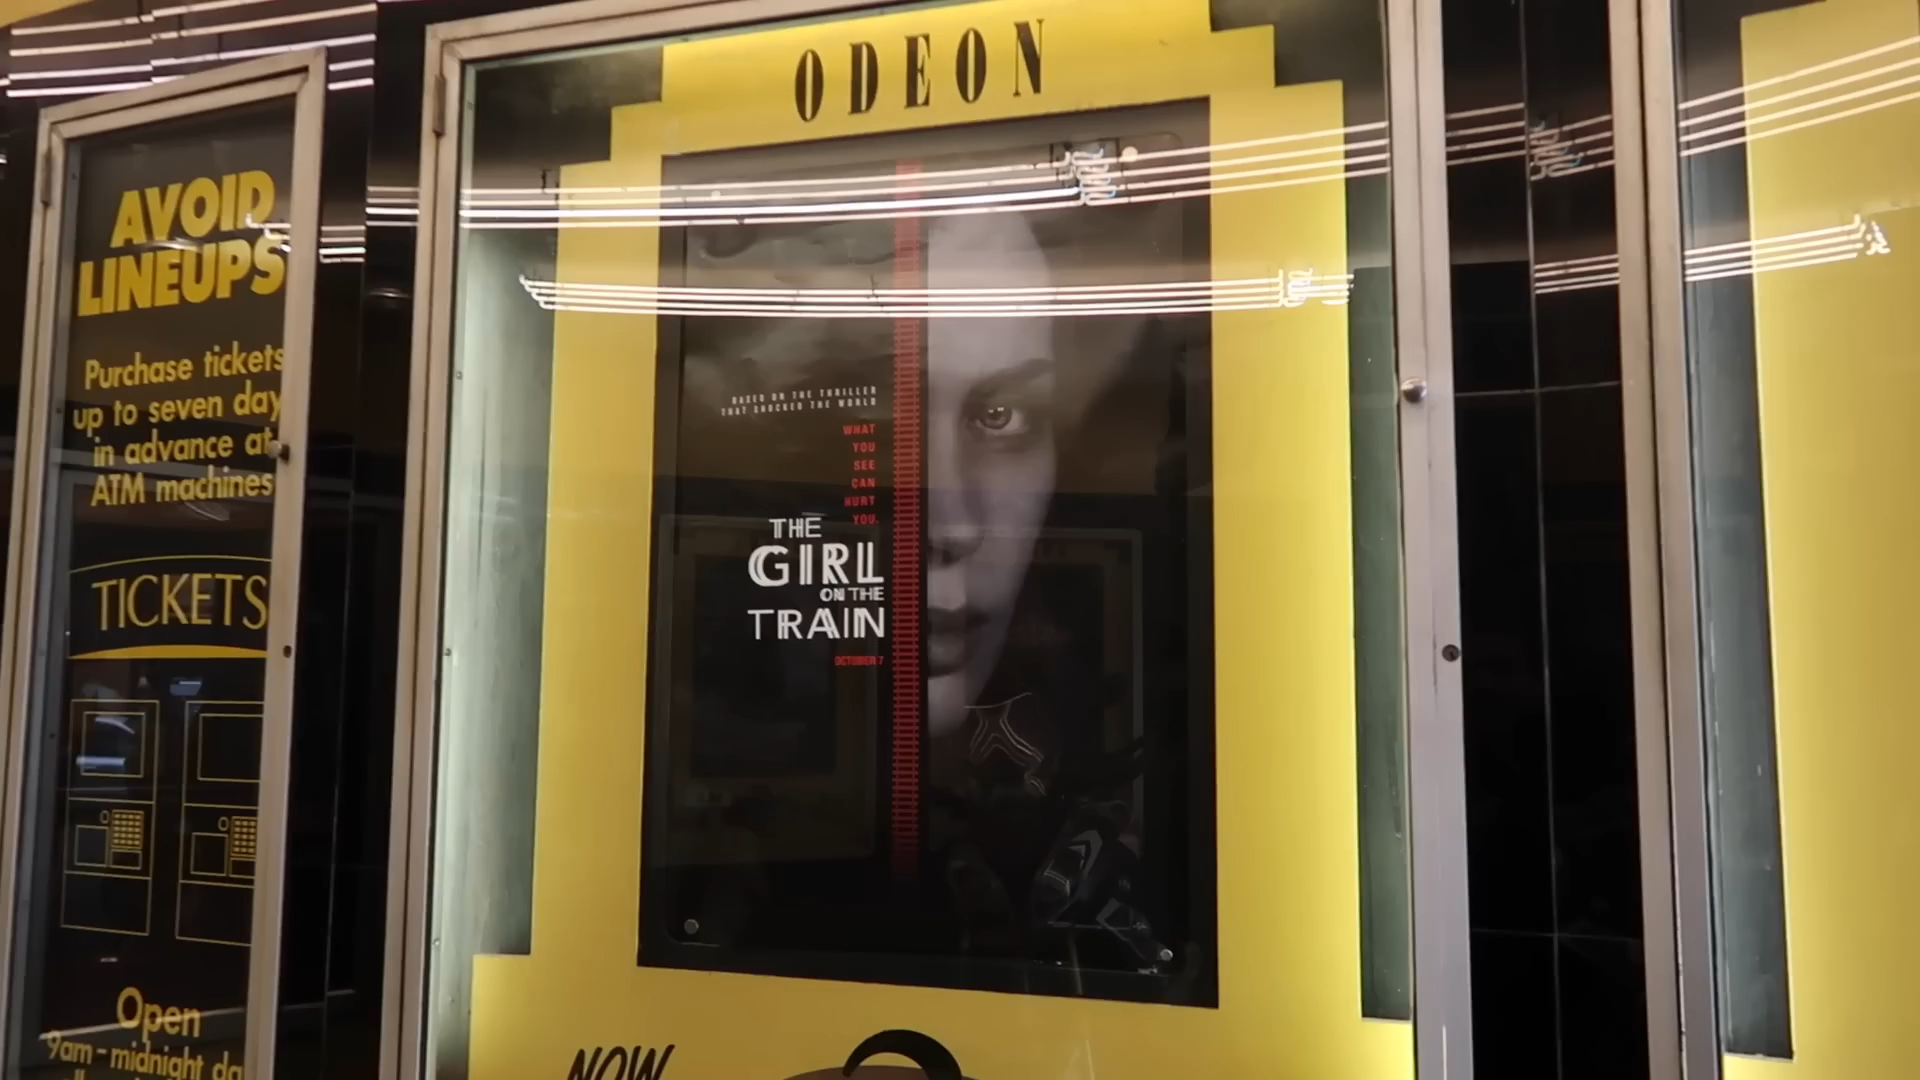 AVOID
LINEUPS
Purchase tickets
up to seven day
in advance at
ATM machines
TICKETS
Open
9am - midnight da
ODEON
BASED ON THE THRILLER
THAT SHOCKED THE WORLD
WHAT
YOU
SEE
CAN
HURT
YOU.
THE
GIRL
ON THE
TRAIN
OCTOBER 7
NOW